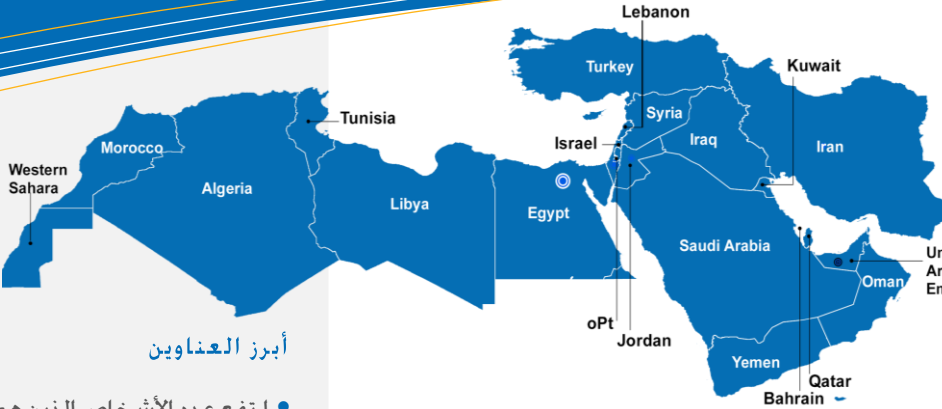 Lebanon
Turkey
Kuwait
Syria
Tunisia
Israel
Iraq
Iran
Morocco
Western
Sahara
Algeria
Libya
Egypt
Saudi Arabia
Oman
oPt
Jordan
Yemen
Qatar
Bahrain
أبرز العناوين